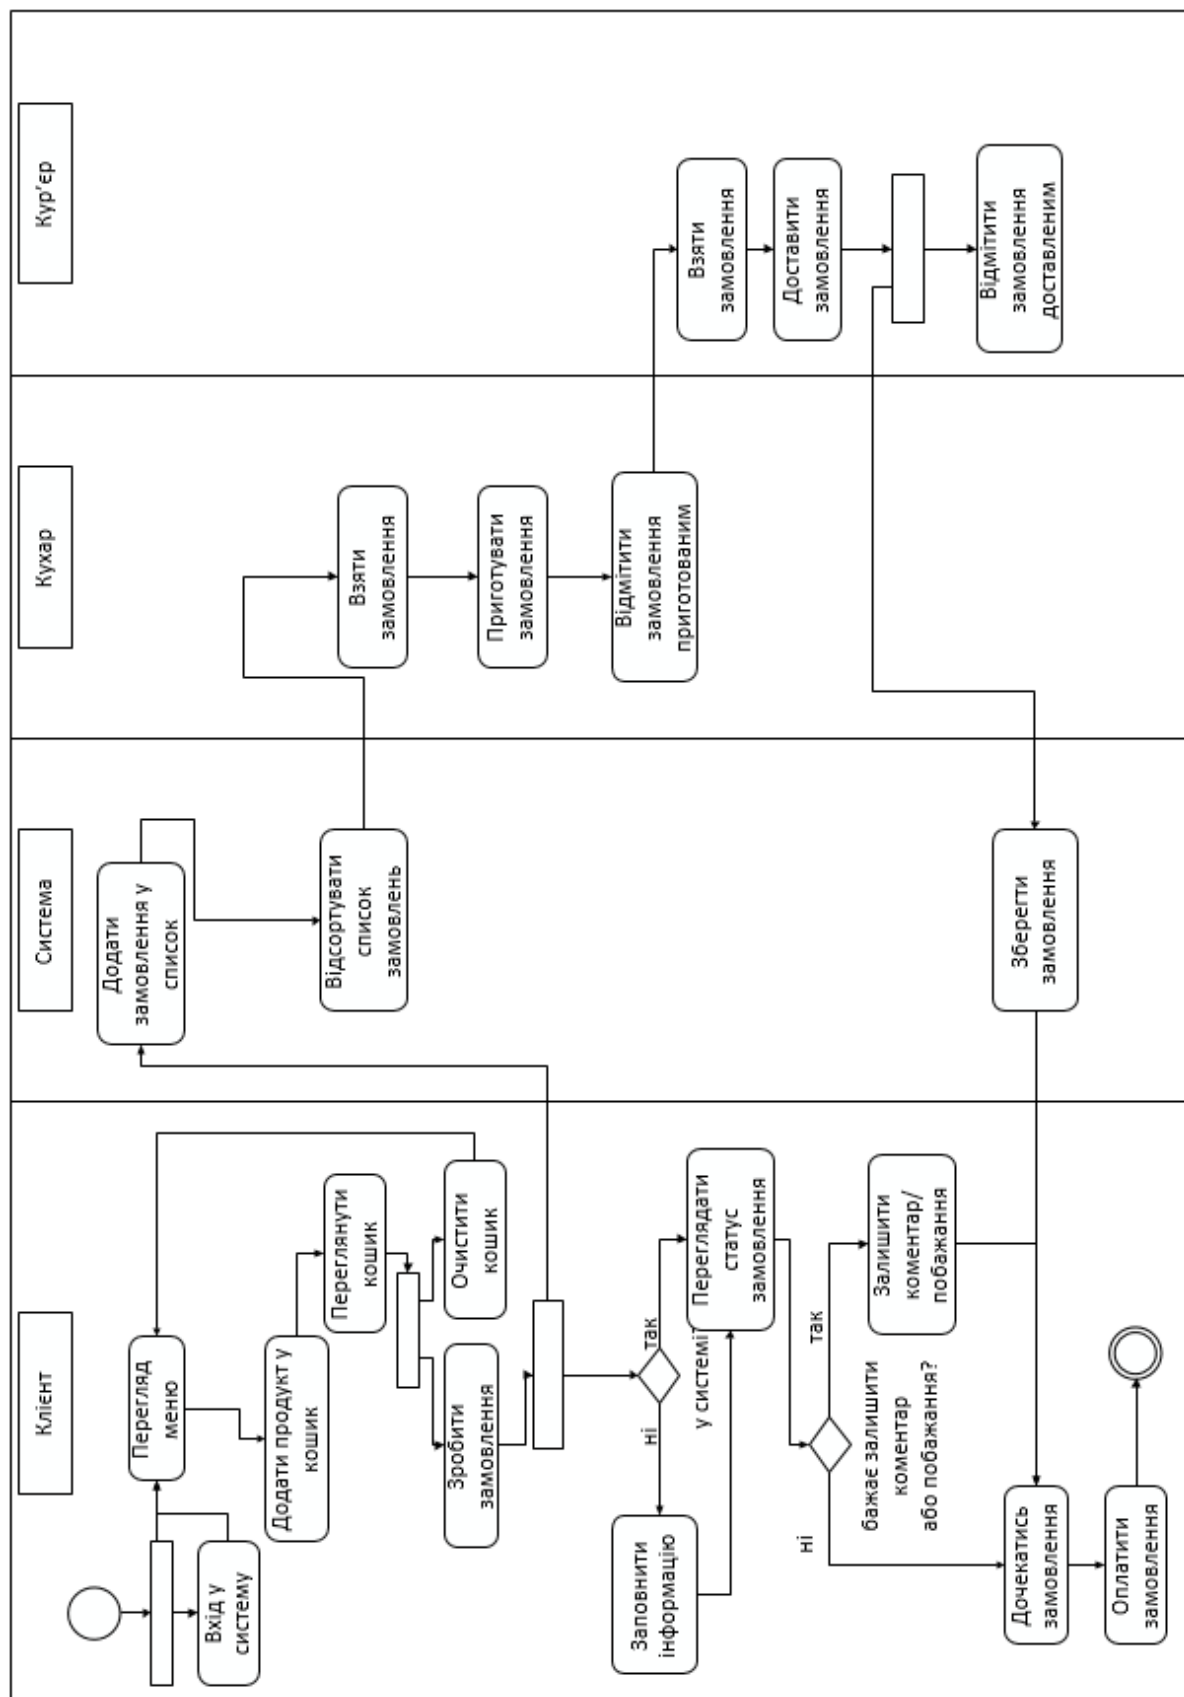 Клієнт
Система
Кухар
Кур'єр
Вхід у
систему
Перегляд
меню
Додати продукт у
кошик
Переглянути
кошик
Зробити
замовлення
Очистити
кошик
ні
так
у системі
Заповнити
інформацію
Переглядати
статус
замовлення
ні
так
бажає залишити
коментар
або побажання?
Залишити
коментар/
побажання
Дочекатись
замовлення
Оплатити
замовлення
Додати
замовлення у
список
Відсортувати
список
замовлень
Зберегти
замовлення
Взяти
замовлення
Приготувати
замовлення
Відмітити
замовлення
приготованим
Взяти
замовлення
Доставити
замовлення
Відмітити
замовлення
доставленим